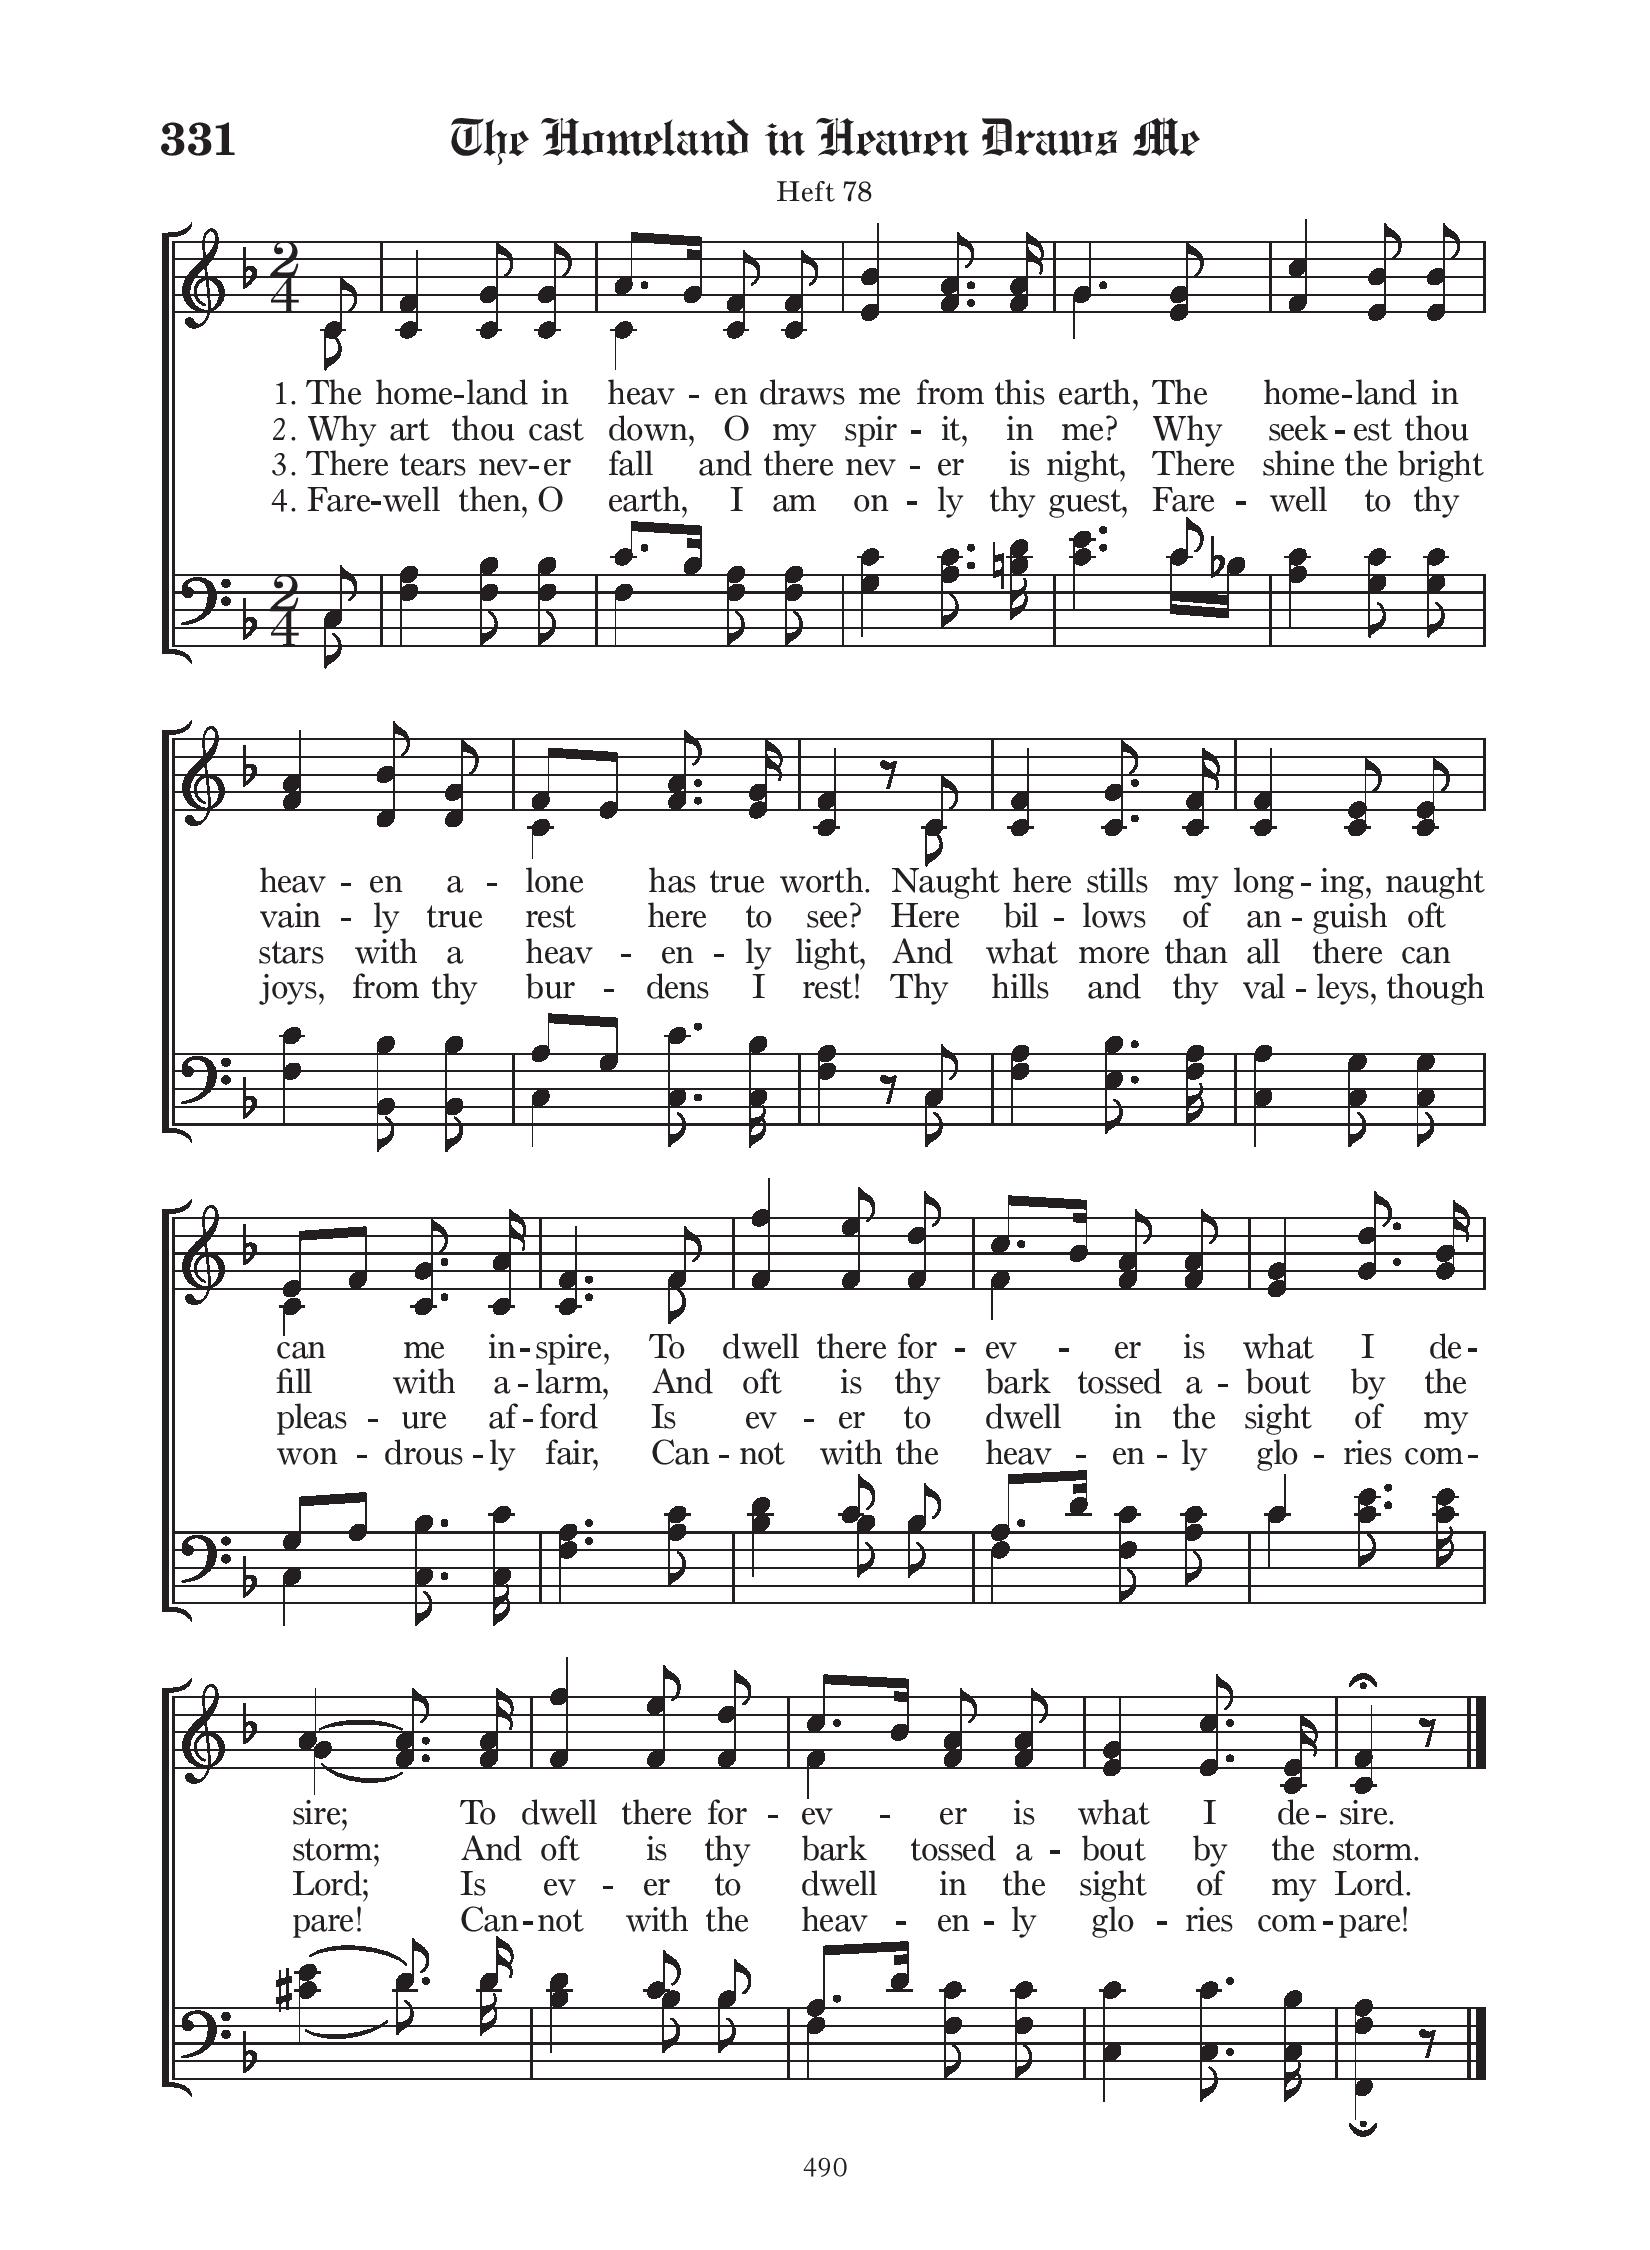 331 The Homeland in Heaven Draws Me
Heft 78
2
4
1. The home-land in heav - en draws me from this earth, The home-land in
2. Why art thou cast down, O my spir - it, in me? Why seek - est thou
3. There tears nev-er fall and there nev - er is night, There shine the bright
4. Fare-well then, O earth, I am on - ly thy guest, Fare - well to thy
2
4
heav - en a - lone has true worth. Naught here stills my long - ing, naught
vain - ly true rest here to see? Here bil - lows of an - guish oft
stars with a heav - en - ly light, And what more than all there can
joys, from thy bur - dens I rest! Thy hills and thy val - leys, though
can me in-spire, To dwell there for - ev - er is what I de-
fill with a-larm, And oft is thy bark tossed a - bout by the
pleas - ure af-ford Is ev - er to dwell in the sight of my
won - drous-ly fair, Can-not with the heav - en - ly glo - ries com-
sire; To dwell there for - ev - er is what I de-sire.
storm; And oft is thy bark tossed a - bout by the storm.
Lord; Is ev - er to dwell in the sight of my Lord.
pare! Can-not with the heav - en - ly glo - ries com-pare!
490